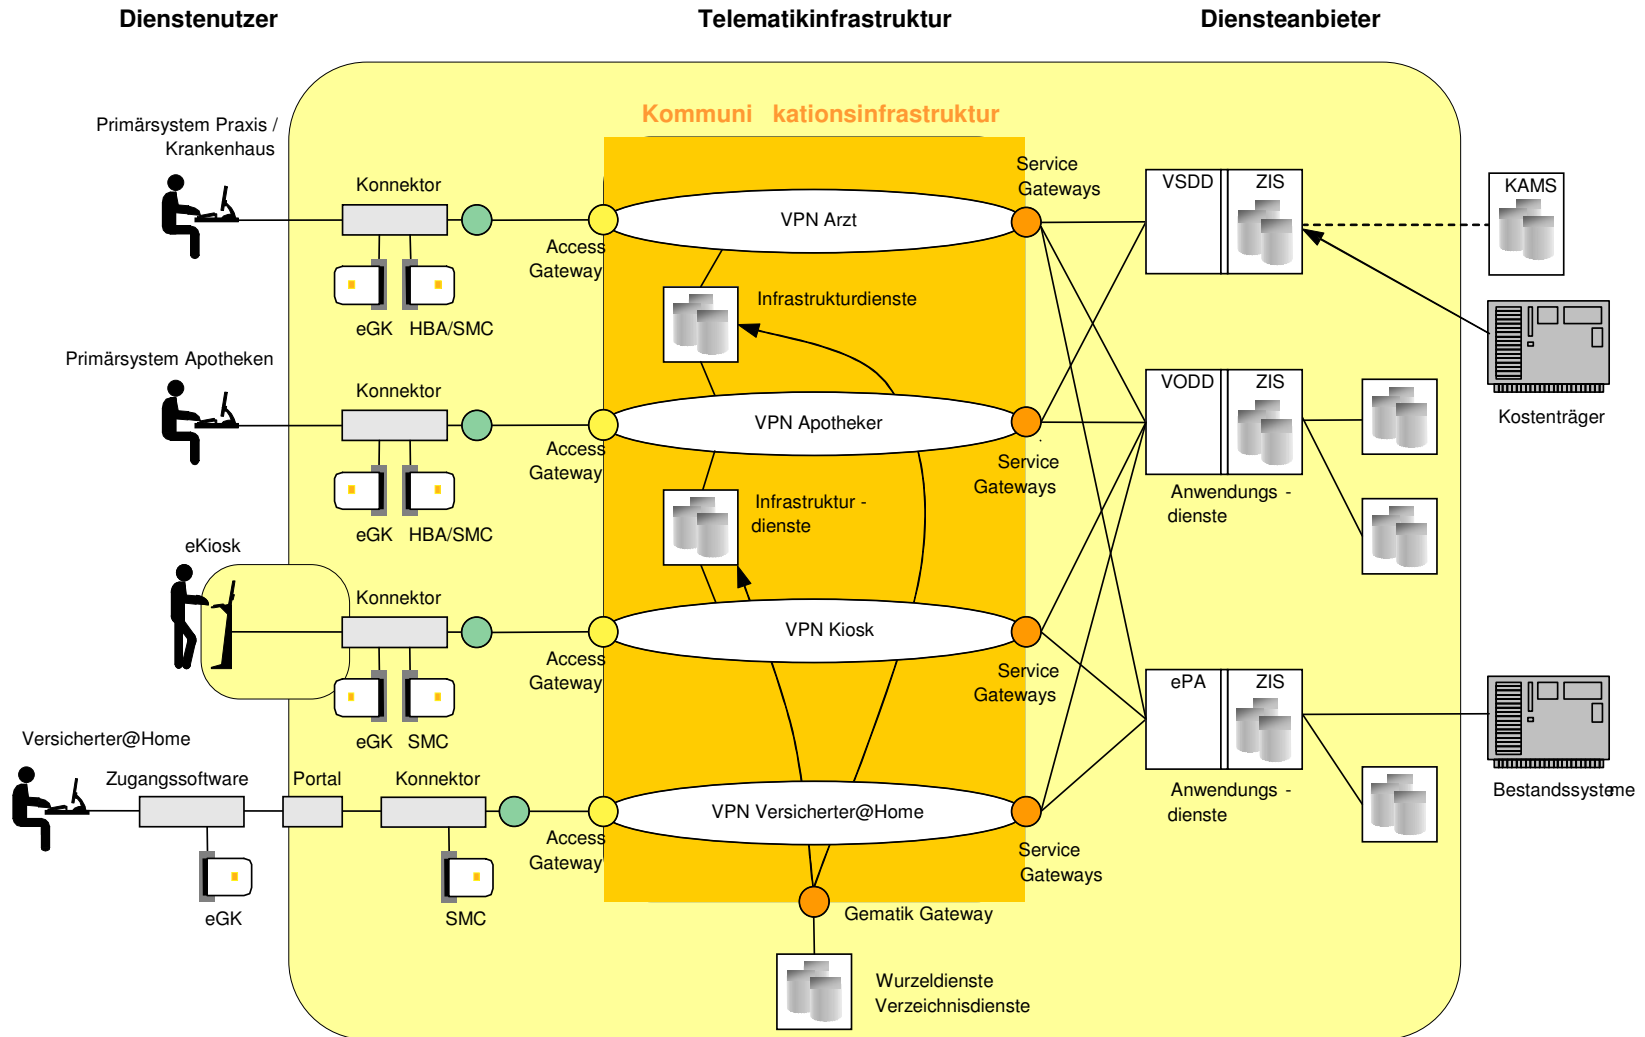 Dienstenutzer
Telematikinfrastruktur
Diensteanbieter
Kommuni kationsinfrastruktur
Primärsystem Praxis /
Krankenhaus
Konnektor
eGK
HBA/SMC
Access
Gateway
VPN Arzt
Service
Gateways
VSDD
ZIS
KAMS
Infrastrukturdienste
Kostenträger
Primärsystem Apotheken
Konnektor
eGK
HBA/SMC
Access
Gateway
VPN Apotheker
Service
Gateways
VODD
ZIS
Anwendungs -
dienste
Infrastruktur -
dienste
eKiosk
Konnektor
eGK
SMC
Access
Gateway
VPN Kiosk
Service
Gateways
ePA
ZIS
Anwendungs -
dienste
Bestandssysteme
Versicherter@Home
Zugangssoftware
Portal
Konnektor
eGK
SMC
Access
Gateway
VPN Versicherter@Home
Service
Gateways
Gematik Gateway
Wurzeldienste
Verzeichnisdienste